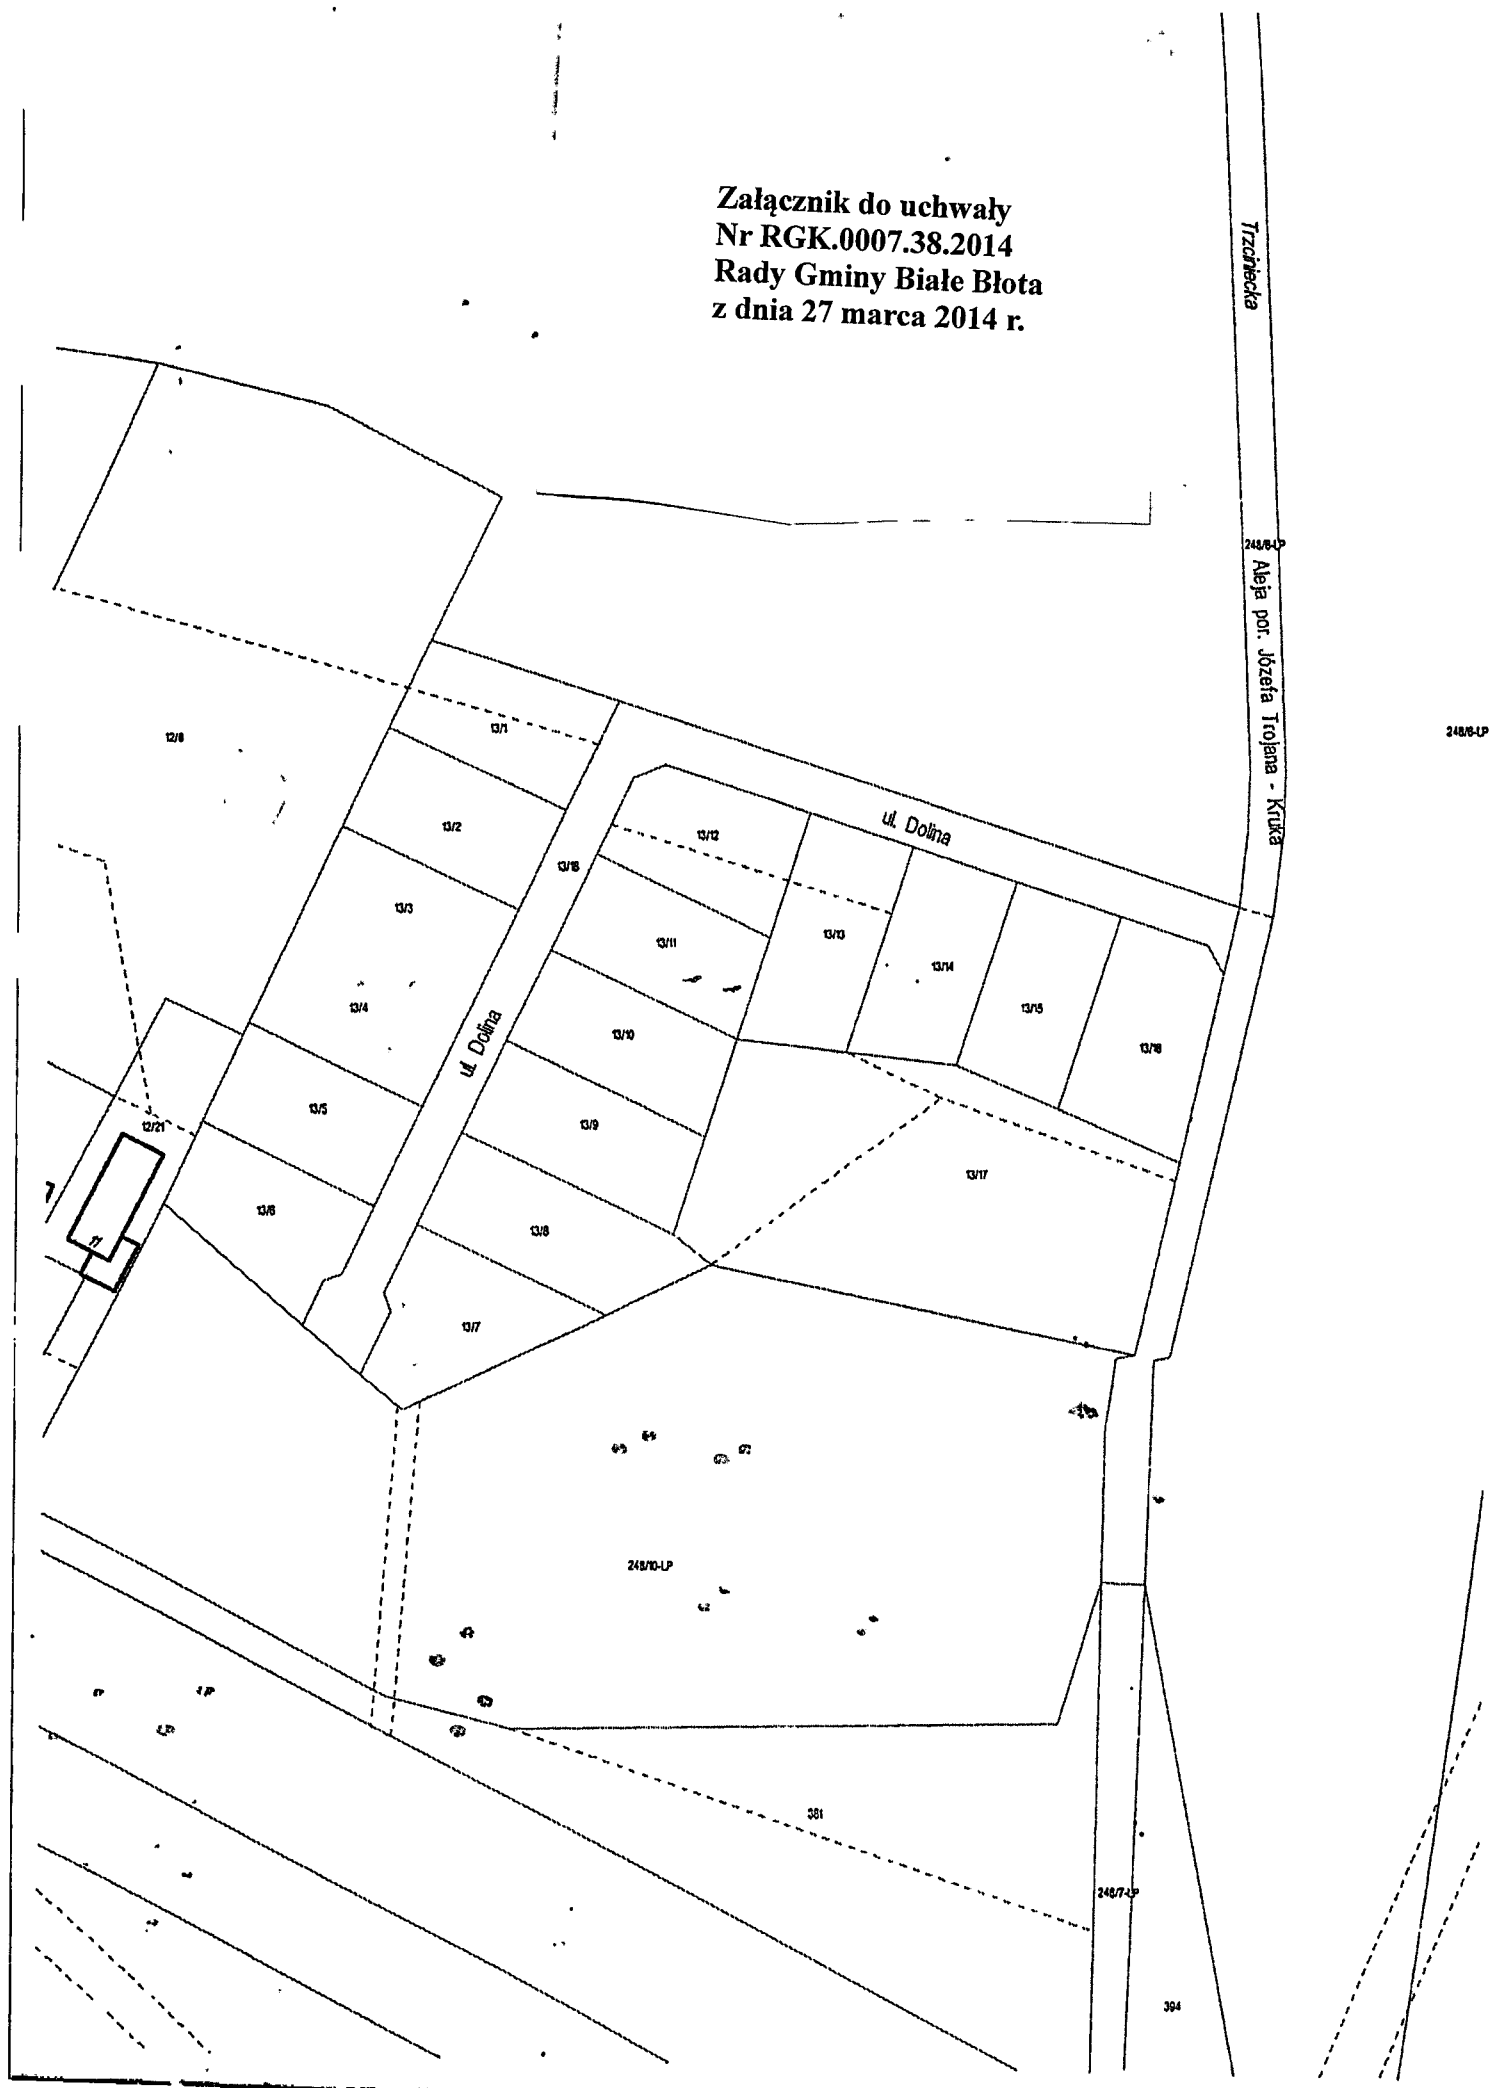 Załącznik do uchwały
Nr RGK.0007.38.2014
Rady Gminy Białe Błota
z dnia 27 marca 2014 r.
Trzciniecka
248/8-LP
Aleja por. Józefa Trojana - Kruka
248/6-LP
12/8
13/1
13/2
13/12
ul. Dolina
13/18
13/3
13/11
13/13
13/14
13/4
13/15
ul. Dolina
13/10
13/16
13/5
12/21
13/9
13/17
13/6
13/8
11
13/7
248/10-LP
381
248/7-LP
394